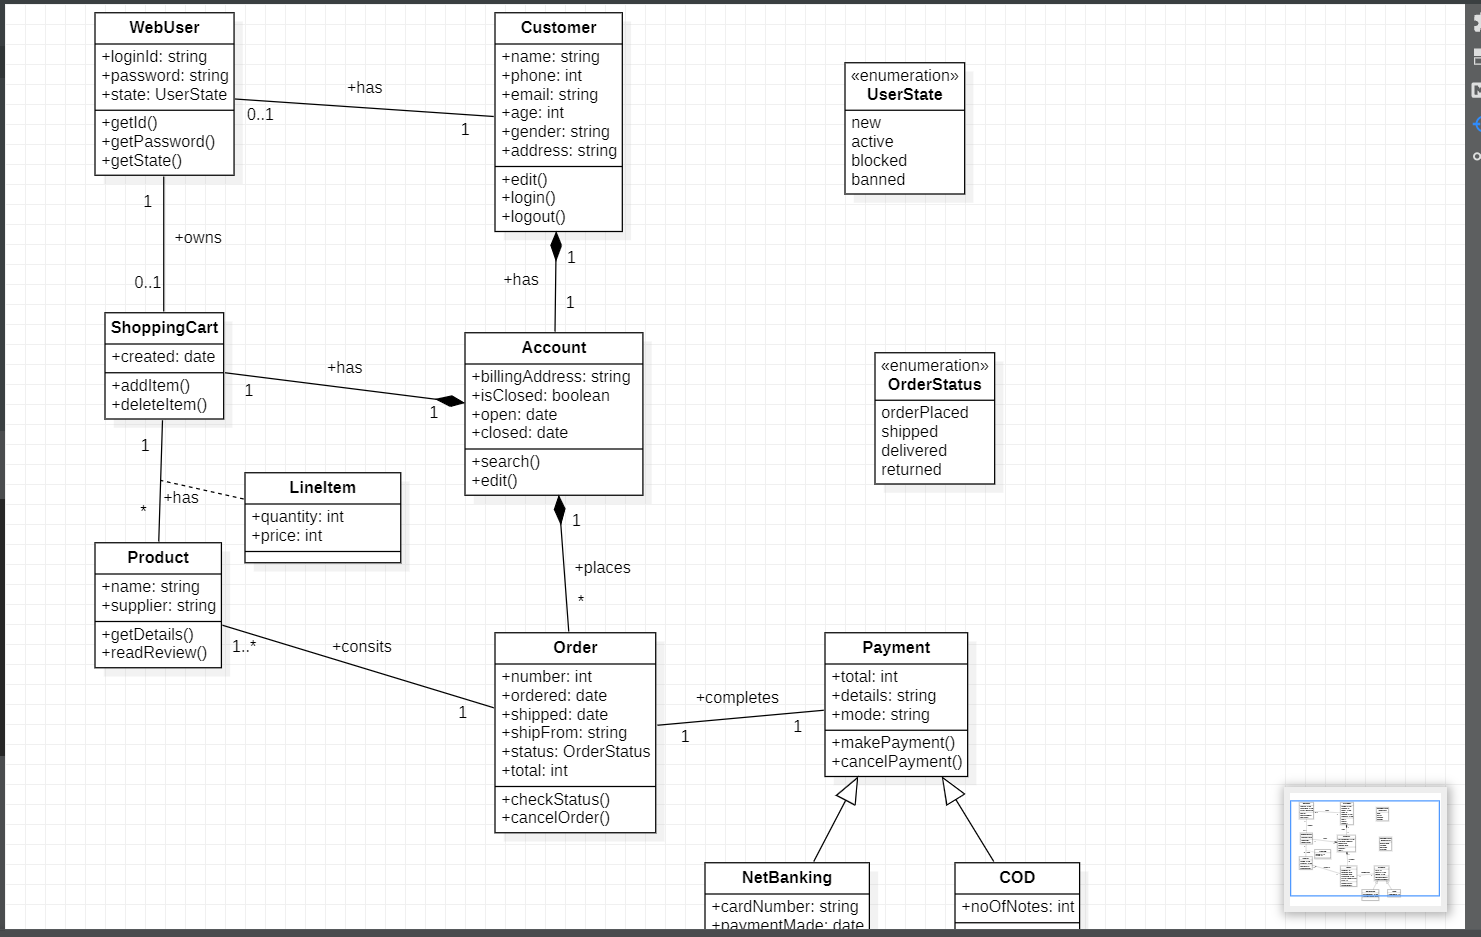 WebUser
+loginId: string
+password: string
+state: UserState
+getId()
+getPassword()
+getState()
+has
0..1
1
Customer
+name: string
+phone: int
+email: string
+age: int
+gender: string
+address: string
+edit()
+login()
+logout()
«enumeration»
UserState
new
active
blocked
banned
1
+owns
0..1
1
+has
1
ShoppingCart
+created: date
+addItem()
+deleteItem()
+has
1
1
Account
+billingAddress: string
+isClosed: boolean
+open: date
+closed: date
+search()
+edit()
«enumeration»
OrderStatus
orderPlaced
shipped
delivered
returned
1
+has
*
LineItem
+quantity: int
+price: int
1
+places
*
Product
+name: string
+supplier: string
+getDetails()
+readReview()
1..*
+consits
1
Order
+number: int
+ordered: date
+shipped: date
+shipFrom: string
+status: OrderStatus
+total: int
+checkStatus()
+cancelOrder()
+completes
1
1
Payment
+total: int
+details: string
+mode: string
+makePayment()
+cancelPayment()
NetBanking
+cardNumber: string
+paymentMade: date
COD
+noOfNotes: int